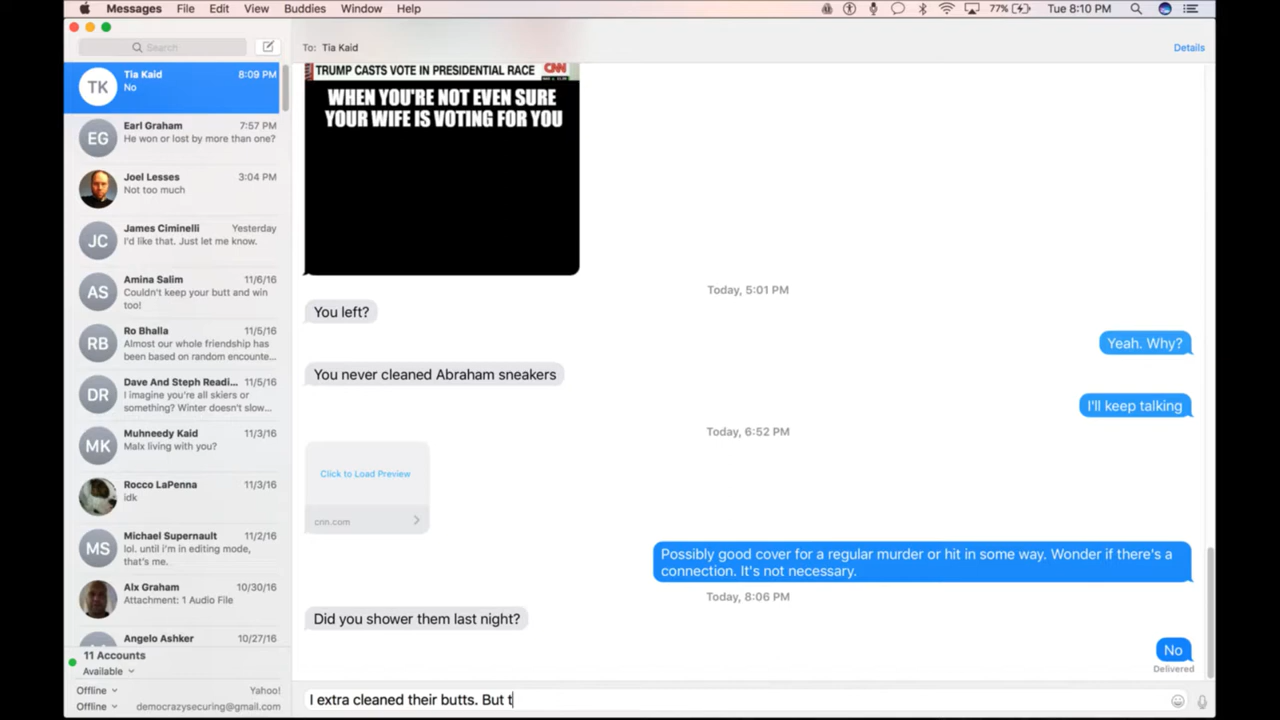 Messages File Edit View Buddies Window Help 77% Tue 8:10 PM
Search
To: Tia Kaid Details
Tia Kaid 8:09 PM
No
TK
Earl Graham 7:57 PM
He won or lost by more than one?
EG
Joel Lesses 3:04 PM
Not too much
James Ciminelli Yesterday
I'd like that. Just let me know.
JC
Amina Salim 11/6/16
Couldn't keep your butt and win
too!
AS
Ro Bhalla 11/5/16
Almost our whole friendship has
been based on random encounte...
RB
Dave And Steph Readi... 11/5/16
I imagine you're all skiers or
something? Winter doesn't slow...
DR
Muhneedy Kaid 11/3/16
Malx living with you?
MK
Rocco LaPenna 11/3/16
idk
Michael Supernault 11/2/16
lol. until i'm in editing mode,
that's me.
MS
Alx Graham 10/30/16
Attachment: 1 Audio File
Angelo Ashker 10/27/16
11 Accounts
Available
Offline Yahoo!
Offline democrazysecuring@gmail.com
TRUMP CASTS VOTE IN PRESIDENTIAL RACE CNN
WHEN YOU'RE NOT EVEN SURE
YOUR WIFE IS VOTING FOR YOU
Today, 5:01 PM
You left?
Yeah. Why?
You never cleaned Abraham sneakers
I'll keep talking
Today, 6:52 PM
Click to Load Preview
cnn.com
Possibly good cover for a regular murder or hit in some way. Wonder if there's a
connection. It's not necessary.
Today, 8:06 PM
Did you shower them last night?
No
Delivered
I extra cleaned their butts. But t